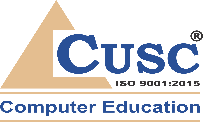 CUSC®
ISO 9001:2015
Computer Education